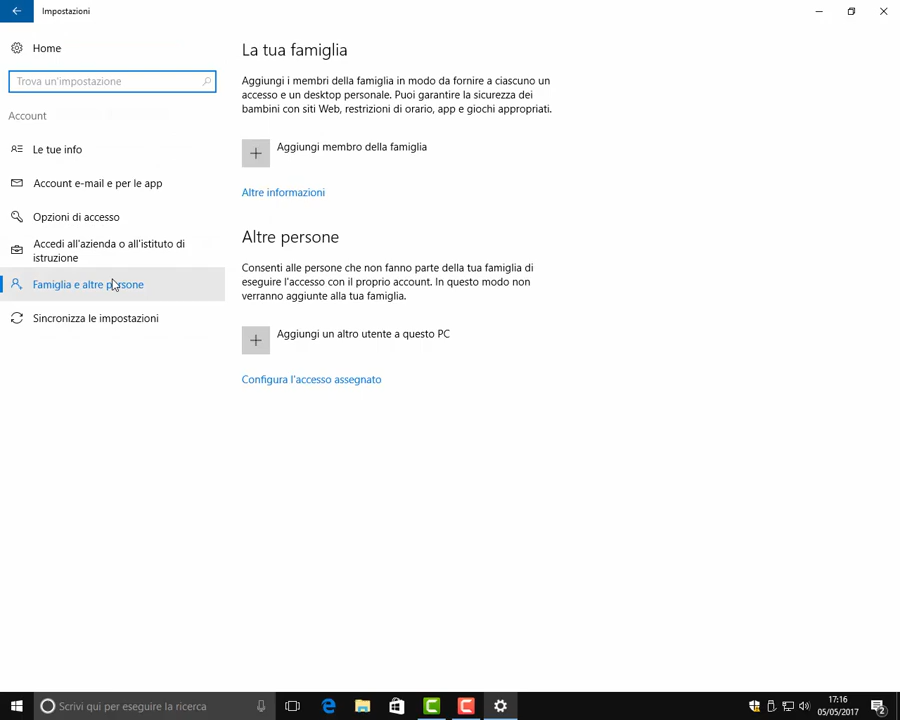 Impostazioni
Home
Trova un'impostazione
Account
Le tue info
Account e-mail e per le app
Opzioni di accesso
Accedi all'azienda o all'istituto di
istruzione
Famiglia e altre persone
Sincronizza le impostazioni
La tua famiglia
Aggiungi i membri della famiglia in modo da fornire a ciascuno un
accesso e un desktop personale. Puoi garantire la sicurezza dei
bambini con siti Web, restrizioni di orario, app e giochi appropriati.
Aggiungi membro della famiglia
Altre informazioni
Altre persone
Consenti alle persone che non fanno parte della tua famiglia di
eseguire l'accesso con il proprio account. In questo modo non
verranno aggiunte alla tua famiglia.
Aggiungi un altro utente a questo PC
Configura l'accesso assegnato
Scrivi qui per eseguire la ricerca
17:16
05/05/2017
2